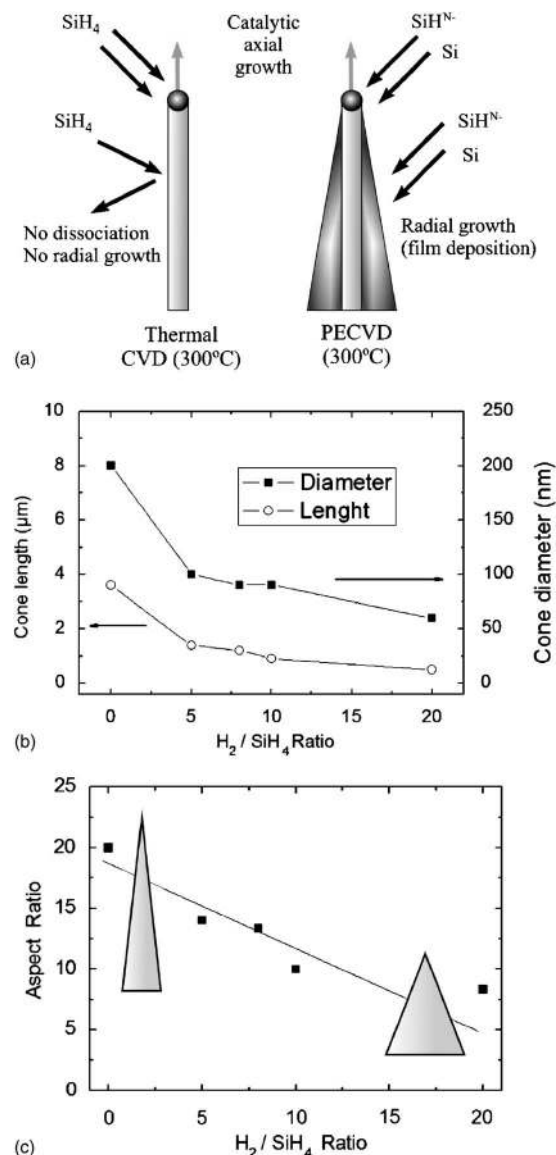 SiH4
Catalytic
axial
growth
SiH^N-
Si
SiH4
SiH^N-
Si
No dissociation
No radial growth
Radial growth
(film deposition)
Thermal
CVD (300ºC)
PECVD
(300ºC)
(a)
10
8
6
4
2
0
Cone length (µm)
Diameter
Lenght
250
200
150
100
50
0
Cone diameter (nm)
0
5
10
15
20
H2 / SiH4 Ratio
(b)
25
20
15
10
5
0
Aspect Ratio
0
5
10
15
20
H2 / SiH4 Ratio
(c)